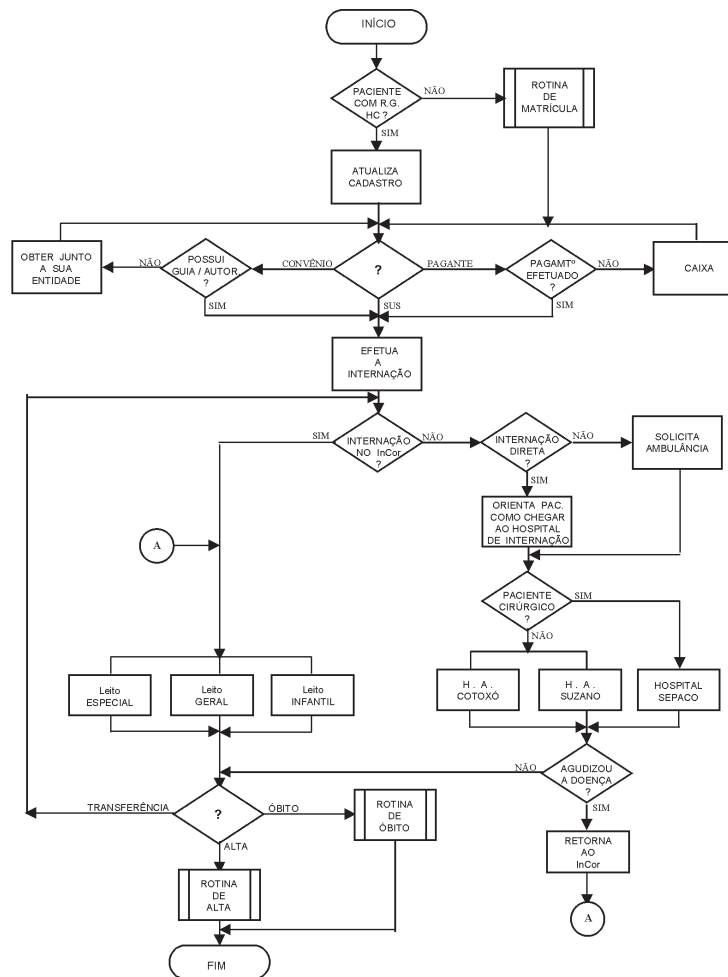 INÍCIO
PACIENTE
COM R.G.
HC ?
NÃO
ROTINA
DE
MATRÍCULA
SIM
ATUALIZA
CADASTRO
OBTER JUNTO
A SUA
ENTIDADE
NÃO
POSSUI
GUIA / AUTOR.
?
CONVÊNIO
?
PAGANTE
PAGAMTº
EFETUADO
?
NÃO
CAIXA
SIM
SUS
SIM
EFETUA
A
INTERNAÇÃO
SIM
INTERNAÇÃO
NO InCor
?
NÃO
INTERNAÇÃO
DIRETA
?
NÃO
SOLICITA
AMBULÂNCIA
SIM
ORIENTA PAC.
COMO CHEGAR
AO HOSPITAL
DE INTERNAÇÃO
A
PACIENTE
CIRÚRGICO
?
SIM
NÃO
Leito
ESPECIAL
Leito
GERAL
Leito
INFANTIL
H . A .
COTOXÓ
H . A .
SUZANO
HOSPITAL
SEPACO
NÃO
AGUDIZOU
A DOENÇA
?
SIM
TRANSFERÊNCIA
?
ÓBITO
ROTINA
DE
ÓBITO
ALTA
RETORNA
AO
InCor
ROTINA
DE
ALTA
A
FIM